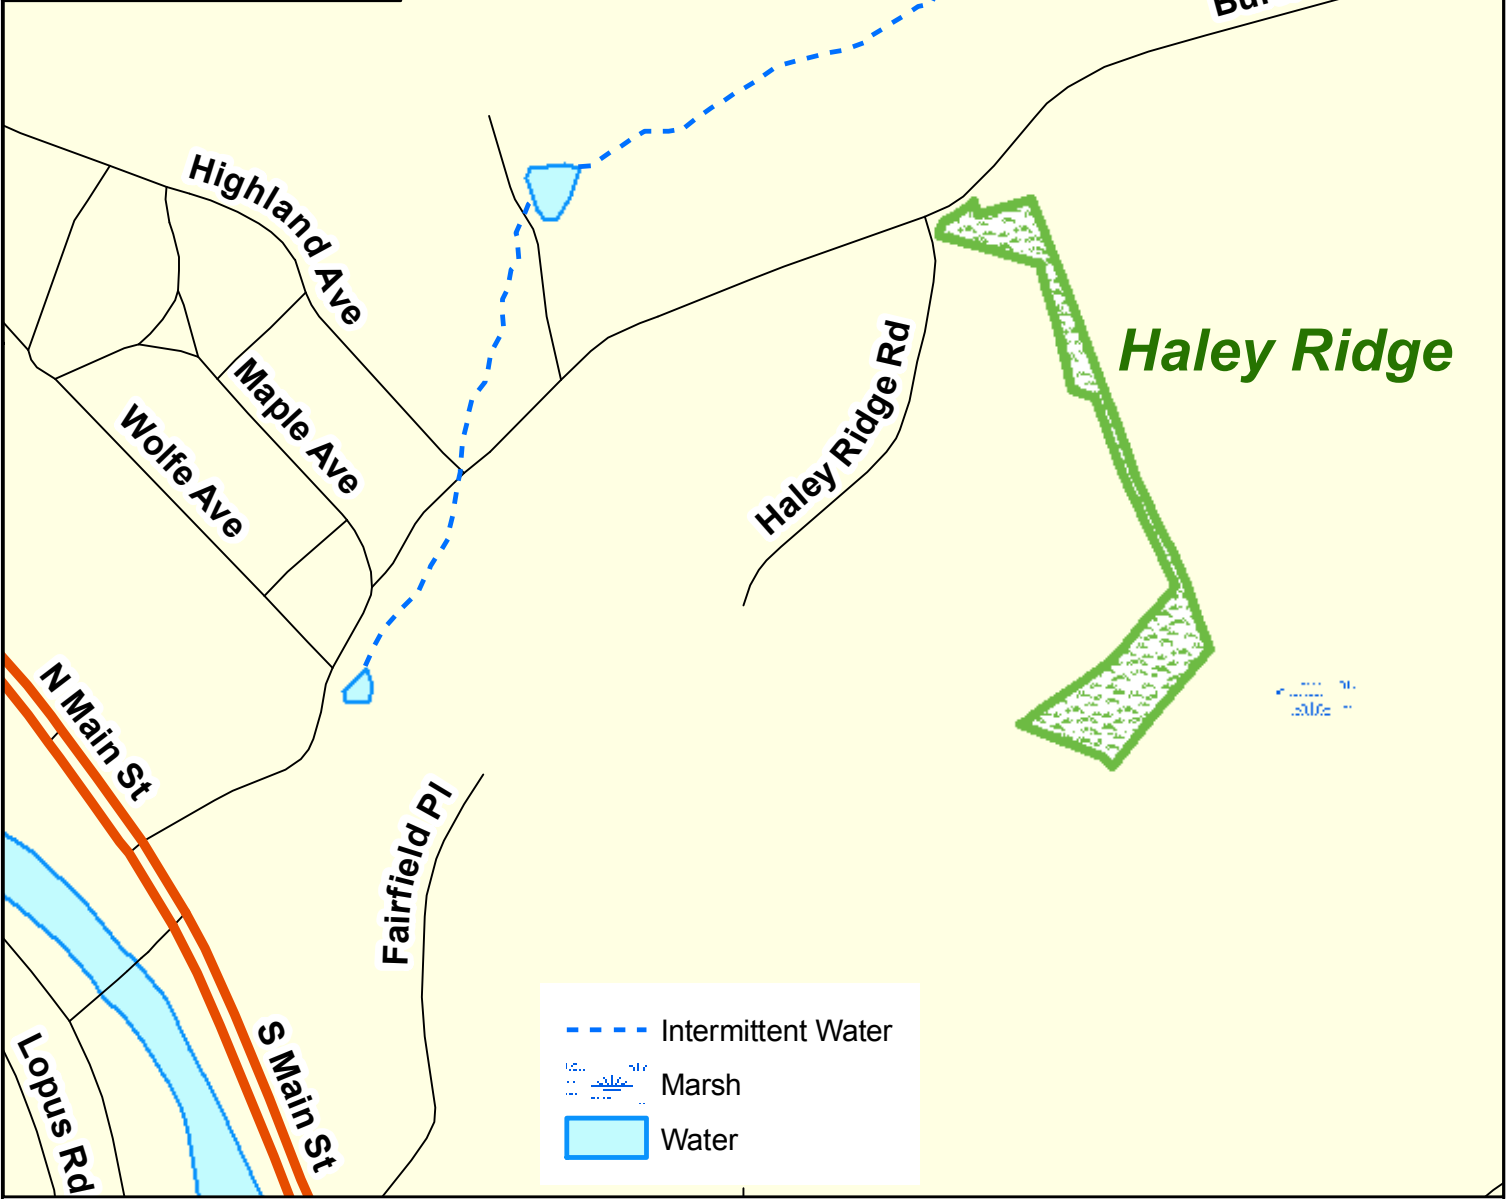 Highland Ave
Maple Ave
Wolfe Ave
Haley Ridge Rd
Haley Ridge
N Main St
Fairfield Pl
S Main St
Lopus Rd
Intermittent Water
Marsh
Water